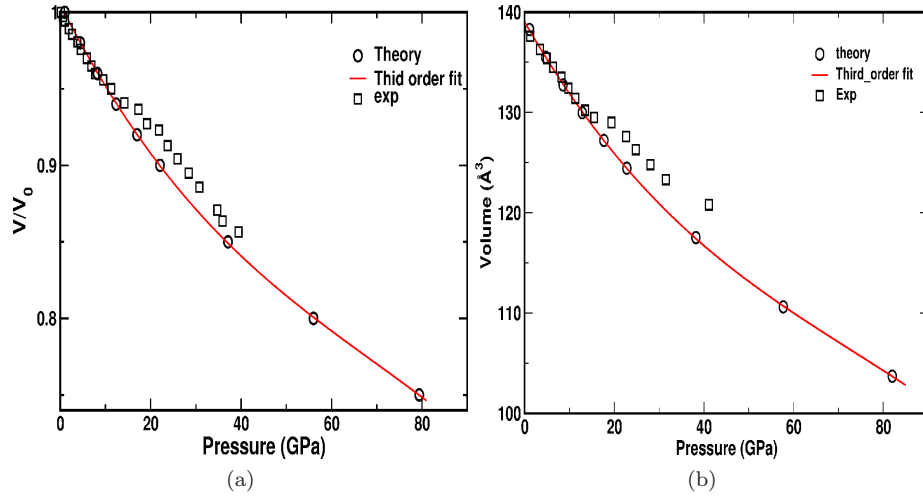 1
0.9
0.8
V/V0
0
20
40
60
80
Pressure (GPa)
Theory
Thid order fit
exp
(a)
140
130
120
110
100
Volume (Å³)
0
20
40
60
80
Pressure (GPa)
theory
Third_order fit
Exp
(b)